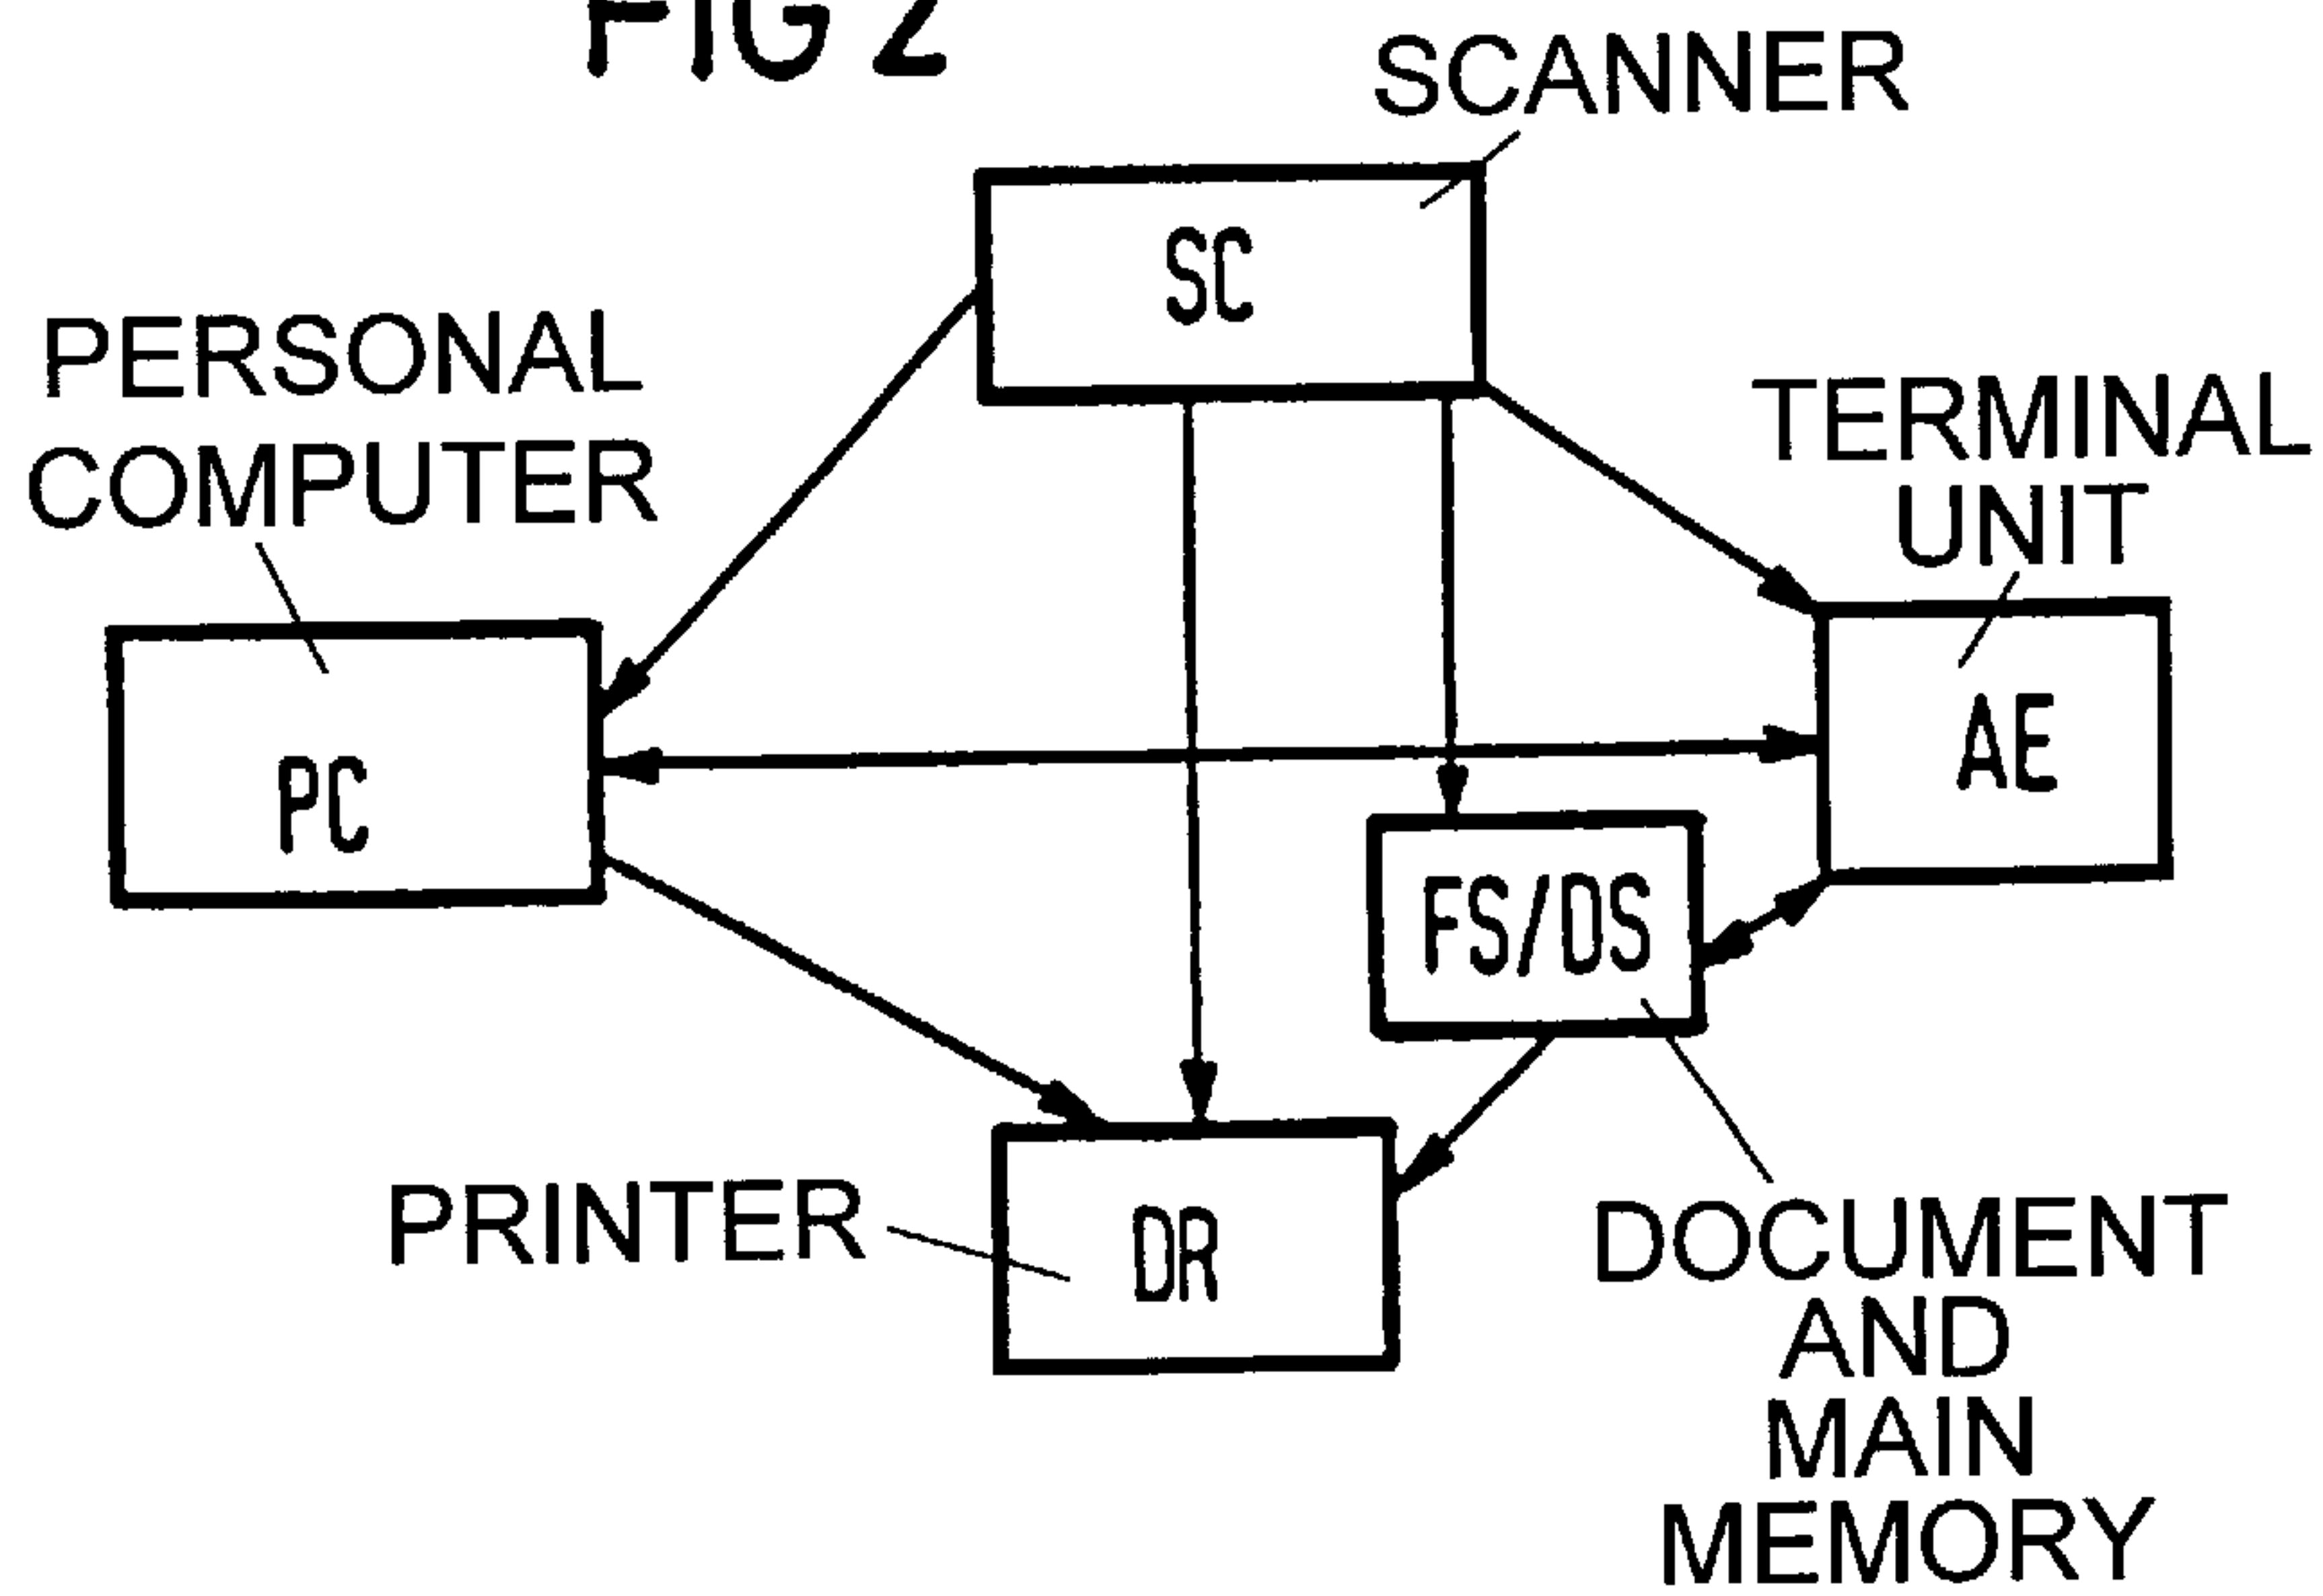 FIG 2
SCANNER
SC
PERSONAL
COMPUTER
TERMINAL
UNIT
PC
AE
FS/DS
PRINTER
DR
DOCUMENT
AND
MAIN
MEMORY